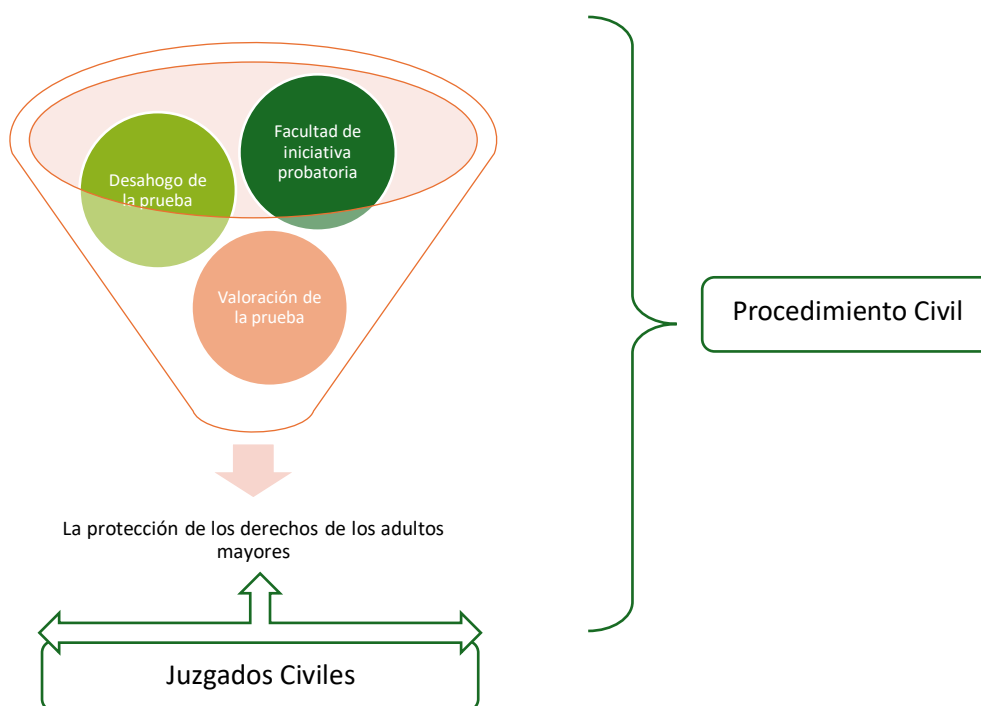 Facultad de
iniciativa
probatoria
Desahogo de
la prueba
Valoración de
la prueba
Procedimiento Civil
La protección de los derechos de los adultos
mayores
Juzgados Civiles